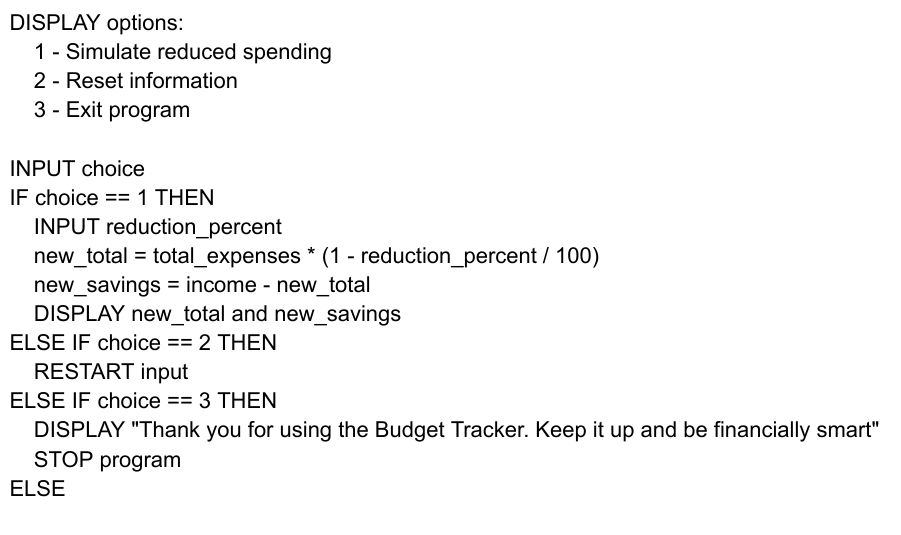 DISPLAY options:
1 - Simulate reduced spending
2 - Reset information
3 - Exit program
INPUT choice
IF choice == 1 THEN
INPUT reduction_percent
new_total = total_expenses * (1 - reduction_percent / 100)
new_savings = income - new_total
DISPLAY new_total and new_savings
ELSE IF choice == 2 THEN
RESTART input
ELSE IF choice == 3 THEN
DISPLAY "Thank you for using the Budget Tracker. Keep it up and be financially smart"
STOP program
ELSE